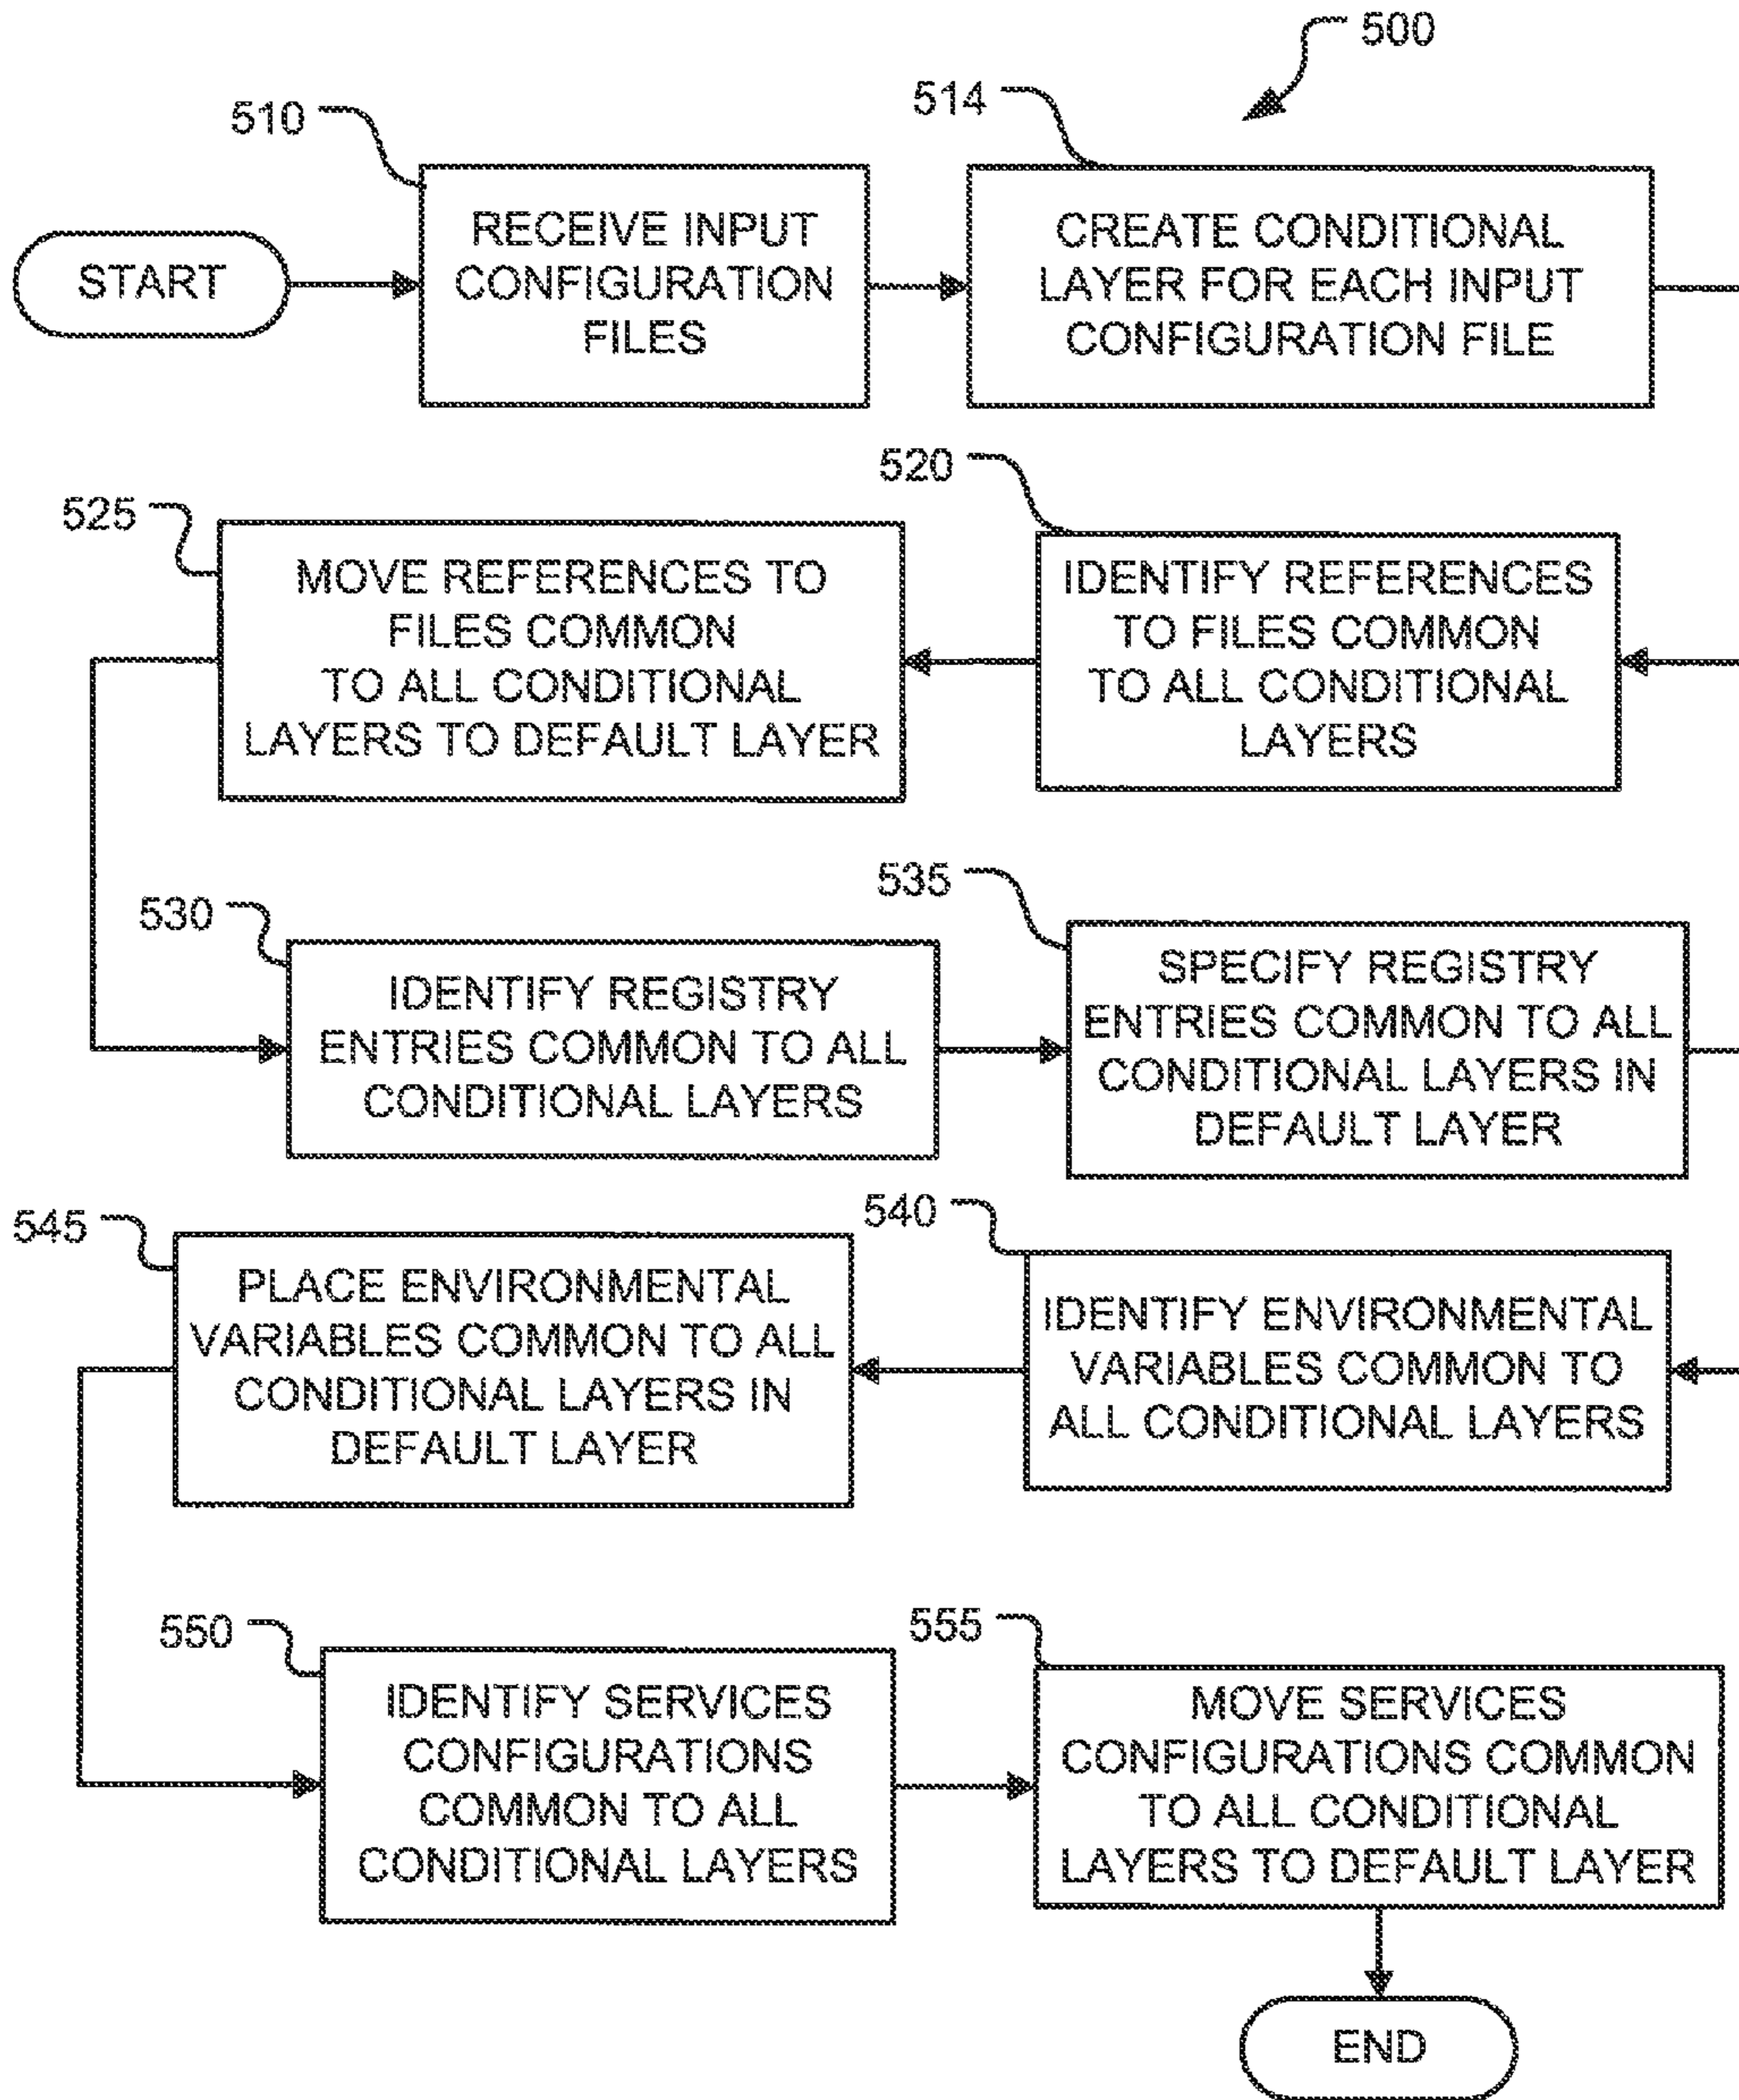 500
510
514
START
RECEIVE INPUT
CONFIGURATION
FILES
CREATE CONDITIONAL
LAYER FOR EACH INPUT
CONFIGURATION FILE
520
IDENTIFY REFERENCES
TO FILES COMMON
TO ALL CONDITIONAL
LAYERS
525
MOVE REFERENCES TO
FILES COMMON
TO ALL CONDITIONAL
LAYERS TO DEFAULT LAYER
530
IDENTIFY REGISTRY
ENTRIES COMMON TO ALL
CONDITIONAL LAYERS
535
SPECIFY REGISTRY
ENTRIES COMMON TO ALL
CONDITIONAL LAYERS IN
DEFAULT LAYER
540
IDENTIFY ENVIRONMENTAL
VARIABLES COMMON TO
ALL CONDITIONAL LAYERS
545
PLACE ENVIRONMENTAL
VARIABLES COMMON TO ALL
CONDITIONAL LAYERS IN
DEFAULT LAYER
550
IDENTIFY SERVICES
CONFIGURATIONS
COMMON TO ALL
CONDITIONAL LAYERS
555
MOVE SERVICES
CONFIGURATIONS COMMON
TO ALL CONDITIONAL
LAYERS TO DEFAULT LAYER
END